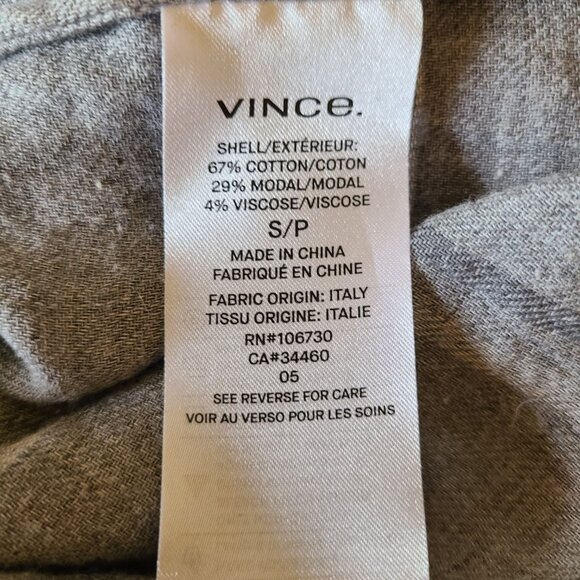 VINCE.
SHELL/EXTÉRIEUR:
67% COTTON/COTON
29% MODAL/MODAL
4% VISCOSE/VISCOSE
S/P
MADE IN CHINA
FABRIQUÉ EN CHINE
FABRIC ORIGIN: ITALY
TISSU ORIGINE: ITALIE
RN#106730
CA#34460
05
SEE REVERSE FOR CARE
VOIR AU VERSO POUR LES SOINS